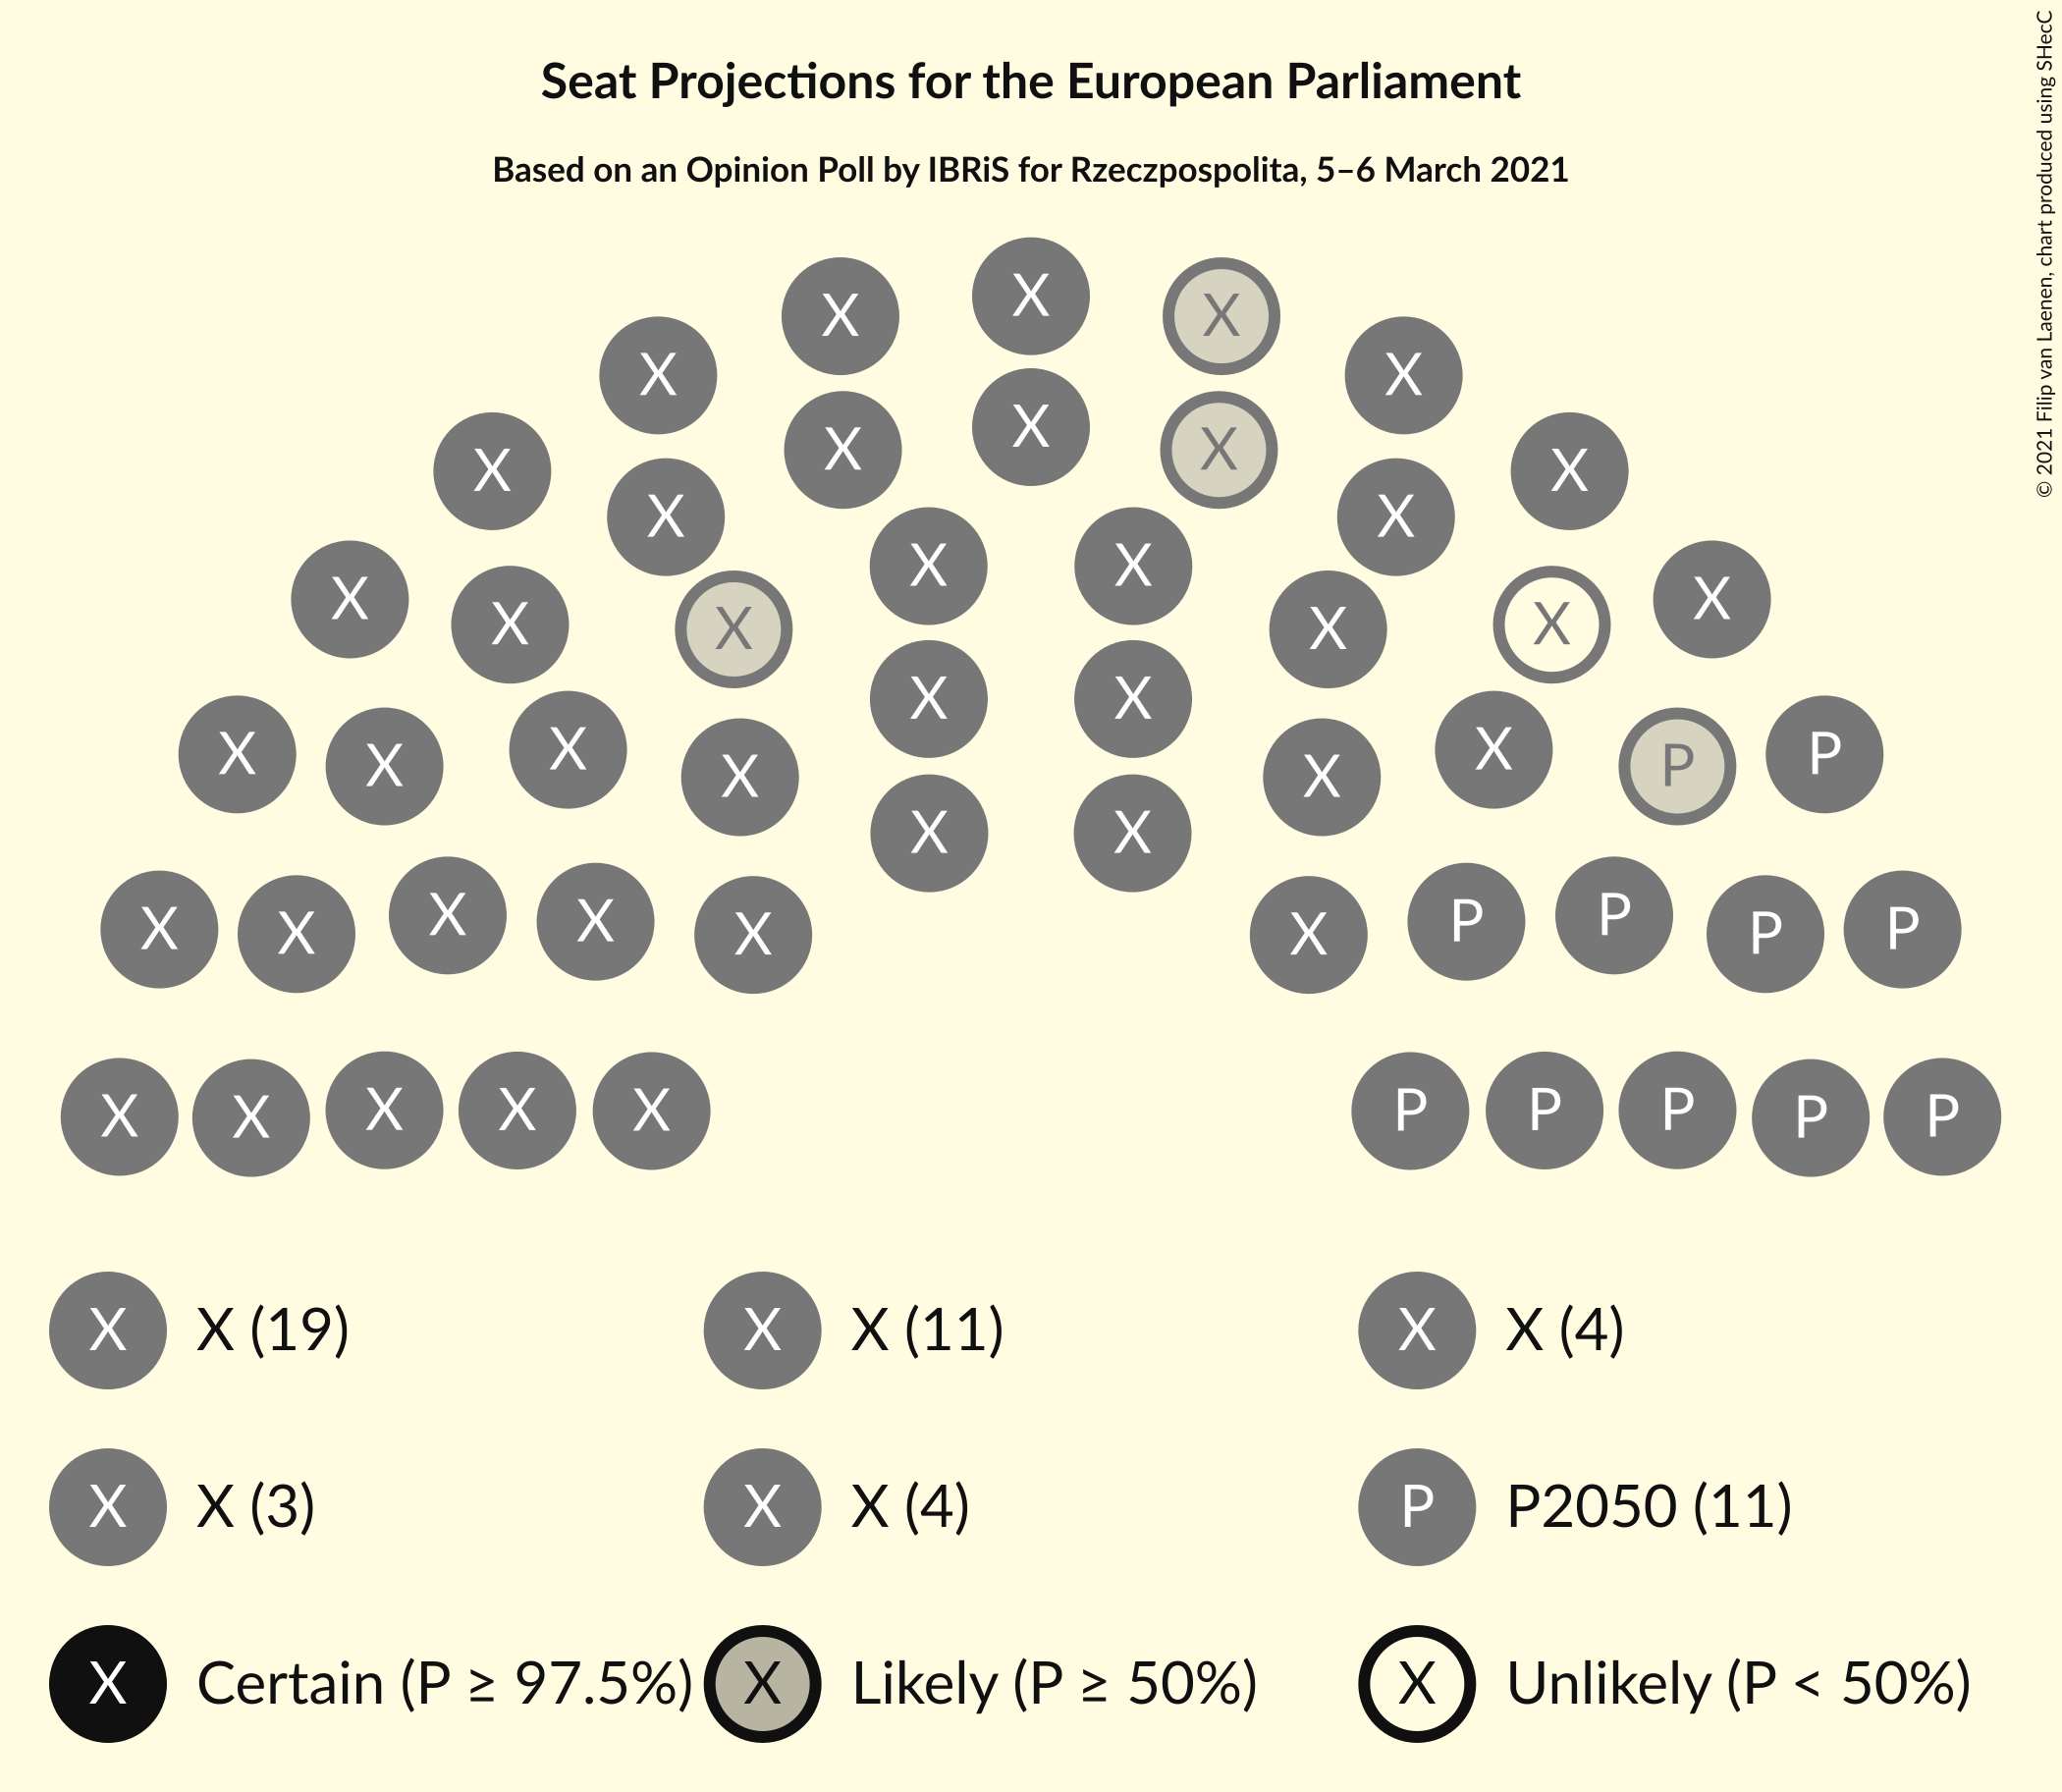 Seat Projections for the European Parliament
Based on an Opinion Poll by IBRiS for Rzeczpospolita, 5–6 March 2021
© 2021 Filip van Laenen, chart produced using SHecC
X X X X X
X X X X
X X X X
X X X X X X
X X X X
X X X X
X X X X P P
X X
X X X X P P
X X X X P P
X X X X X P P P P P
X X (19) X X (11) X X (4)
X X (3) X X (4) P P2050 (11)
X Certain (P ≥ 97.5%) X Likely (P ≥ 50%) X Unlikely (P < 50%)